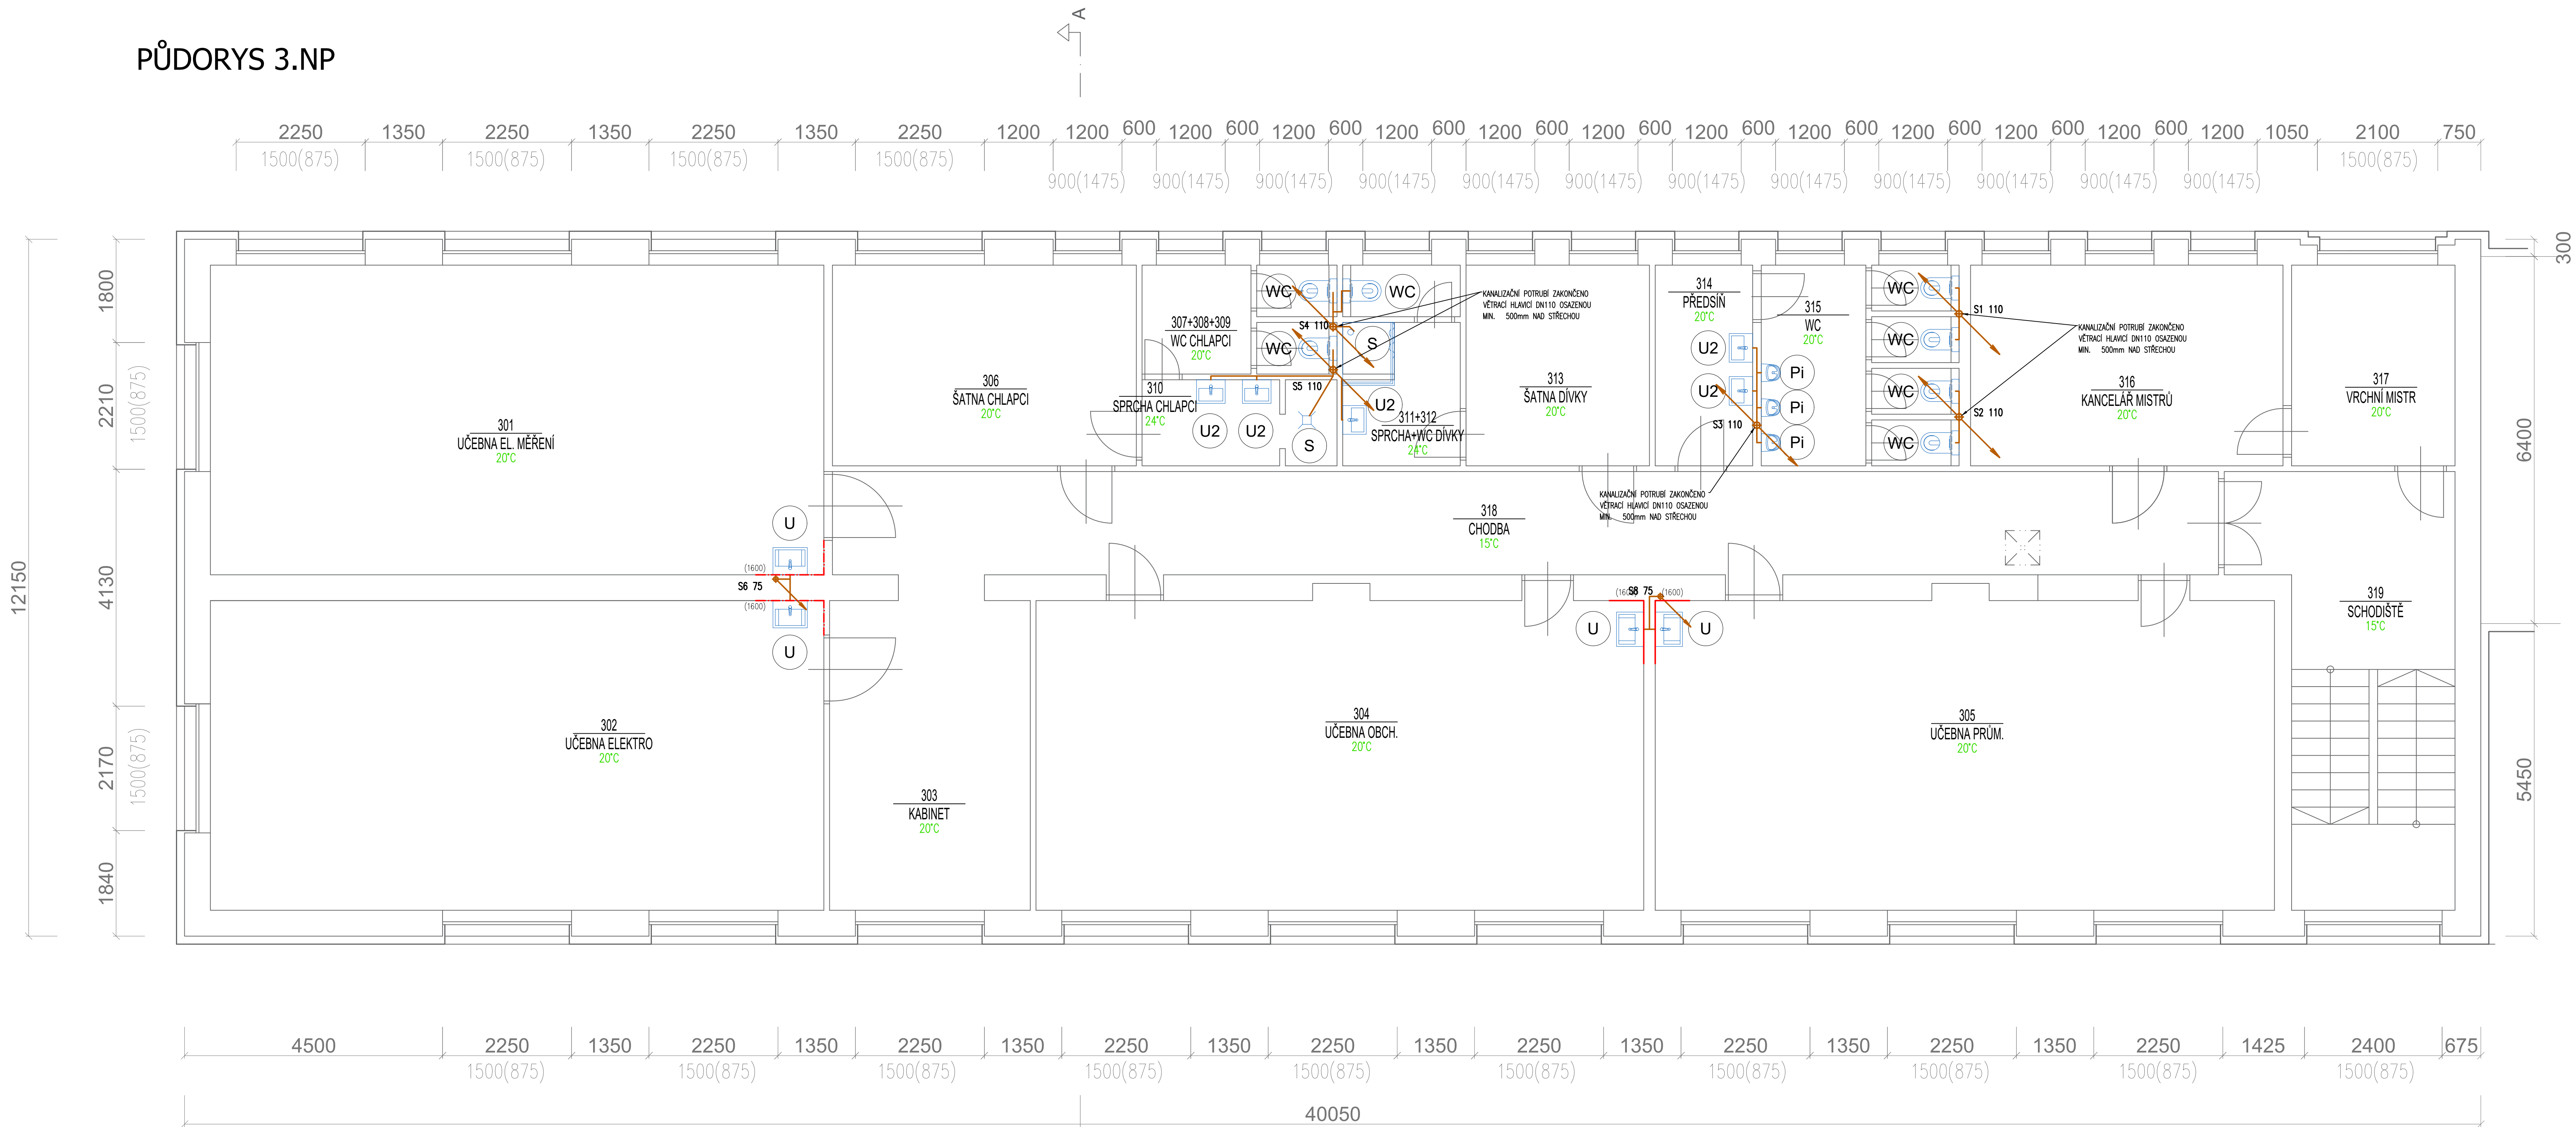 A
PŮDORYS 3.NP
2250 1350 2250 1350 2250 1350 2250 1200 1200 600 1200 600 1200 600 1200 600 1200 600 1200 600 1200 600 1200 600 1200 600 1200 600 1200 600 1200 1050 2100 750
1500(875) 1500(875) 1500(875) 1500(875) 1500(875)
900(1475) 900(1475) 900(1475) 900(1475) 900(1475) 900(1475) 900(1475) 900(1475) 900(1475) 900(1475) 900(1475) 900(1475)
300
6400
5450
12150
1800
2210
1500(875)
4130
2170
1500(875)
1840
301
UČEBNA EL. MĚŘENÍ
20°C
302
UČEBNA ELEKTRO
20°C
303
KABINET
20°C
304
UČEBNA OBCH.
20°C
305
UČEBNA PRŮM.
20°C
306
ŠATNA CHLAPCI
20°C
307+308+309
WC CHLAPCI
20°C
310
SPRCHA CHLAPCI
24°C
311+312
SPRCHA+WC DÍVKY
24°C
313
ŠATNA DÍVKY
20°C
314
PŘEDSÍŇ
20°C
315
WC
20°C
316
KANCELÁŘ MISTRŮ
20°C
317
VRCHNÍ MISTR
20°C
318
CHODBA
15°C
319
SCHODIŠTĚ
15°C
WC
WC
WC
S
S
U2
U2
U2
S4 110
S5 110
KANALIZAČNÍ POTRUBÍ ZAKONČENO
VĚTRACÍ HLAVICÍ DN110 OSAZENOU
MIN. 500mm NAD STŘECHOU
U2
U2
Pi
Pi
Pi
S3 110
KANALIZAČNÍ POTRUBÍ ZAKONČENO
VĚTRACÍ HLAVICÍ DN110 OSAZENOU
MIN. 500mm NAD STŘECHOU
WC
WC
WC
WC
S1 110
S2 110
KANALIZAČNÍ POTRUBÍ ZAKONČENO
VĚTRACÍ HLAVICÍ DN110 OSAZENOU
MIN. 500mm NAD STŘECHOU
U
(1600)
S6 75
(1600)
U
(1600)
75
(1600)
U
U
4500 2250 1350 2250 1350 2250 1350 2250 1350 2250 1350 2250 1350 2250 1350 2250 1350 2250 1425 2400 675
1500(875) 1500(875) 1500(875) 1500(875) 1500(875) 1500(875) 1500(875) 1500(875) 1500(875) 1500(875)
40050